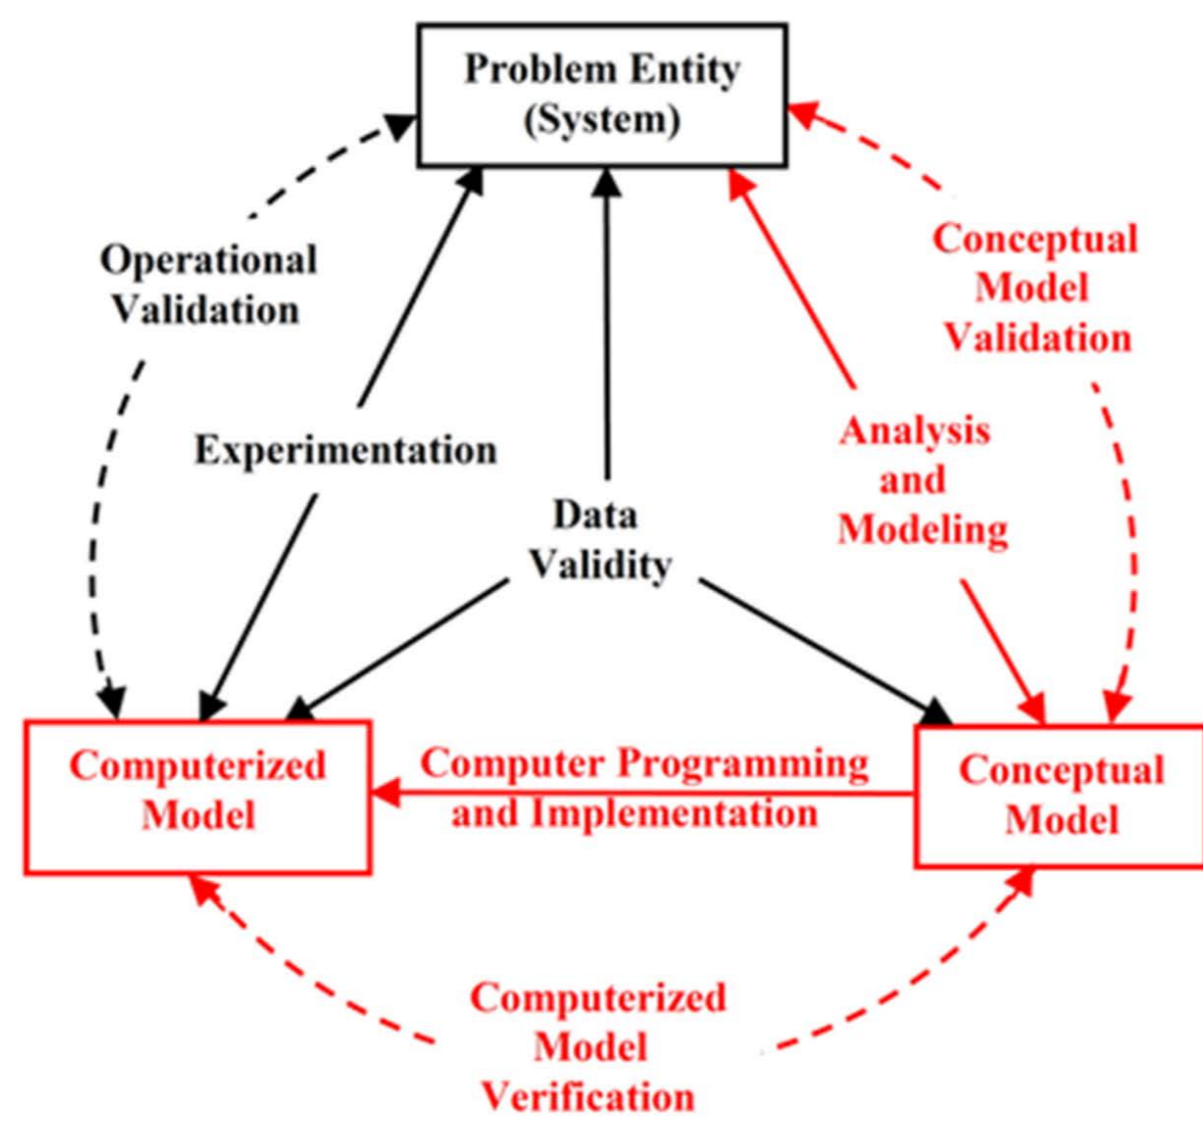 Problem Entity
(System)
Operational
Validation
Conceptual
Model
Validation
Experimentation
Analysis
and
Modeling
Data
Validity
Computerized
Model
Computer Programming
and Implementation
Conceptual
Model
Computerized
Model
Verification